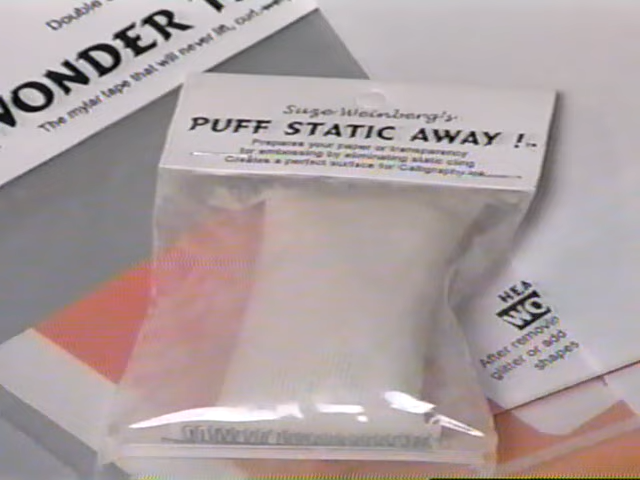 Double
WONDER T
The mylar tape that will never lift, curl
Suze Weinberg's
PUFF STATIC AWAY !™
Prepares your paper or transparency
for embossing by eliminating static cling.
Creates a perfect surface for Calligraphy ink
HEA
WO
After removin
glitter or add
shapes